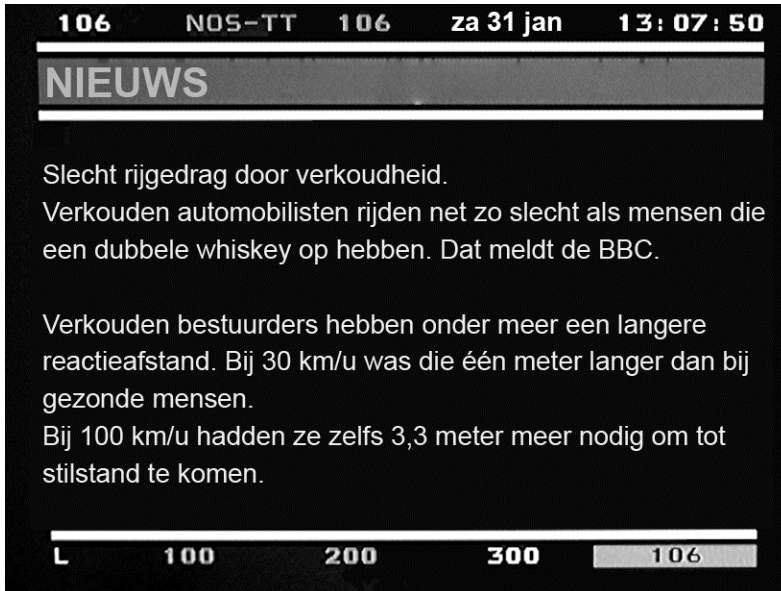 106 NOS-TT 106 za 31 jan 13:07:50
NIEUWS
Slecht rijgedrag door verkoudheid.
Verkouden automobilisten rijden net zo slecht als mensen die
een dubbele whiskey op hebben. Dat meldt de BBC.
Verkouden bestuurders hebben onder meer een langere
reactieafstand. Bij 30 km/u was die één meter langer dan bij
gezonde mensen.
Bij 100 km/u hadden ze zelfs 3,3 meter meer nodig om tot
stilstand te komen.
L 100 200 300 106